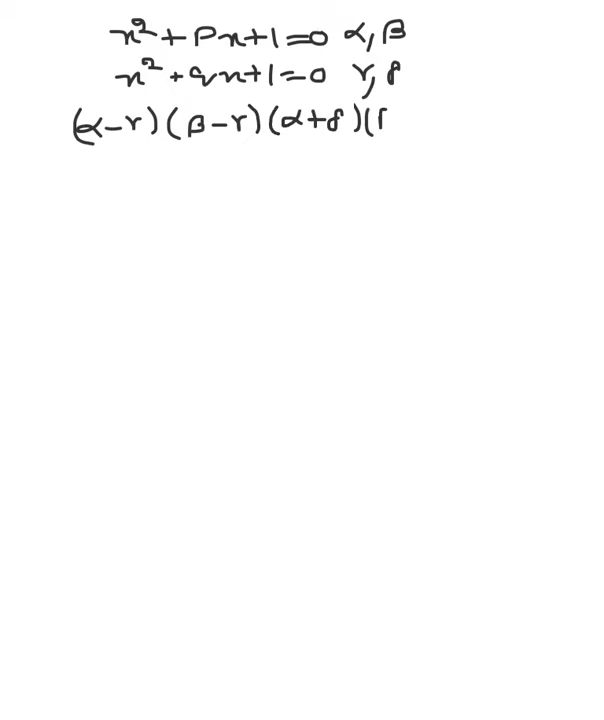 x² + px + 1 = 0 α, β
x² + qx + 1 = 0 γ, δ
(α - γ)(β - γ)(α + δ)(